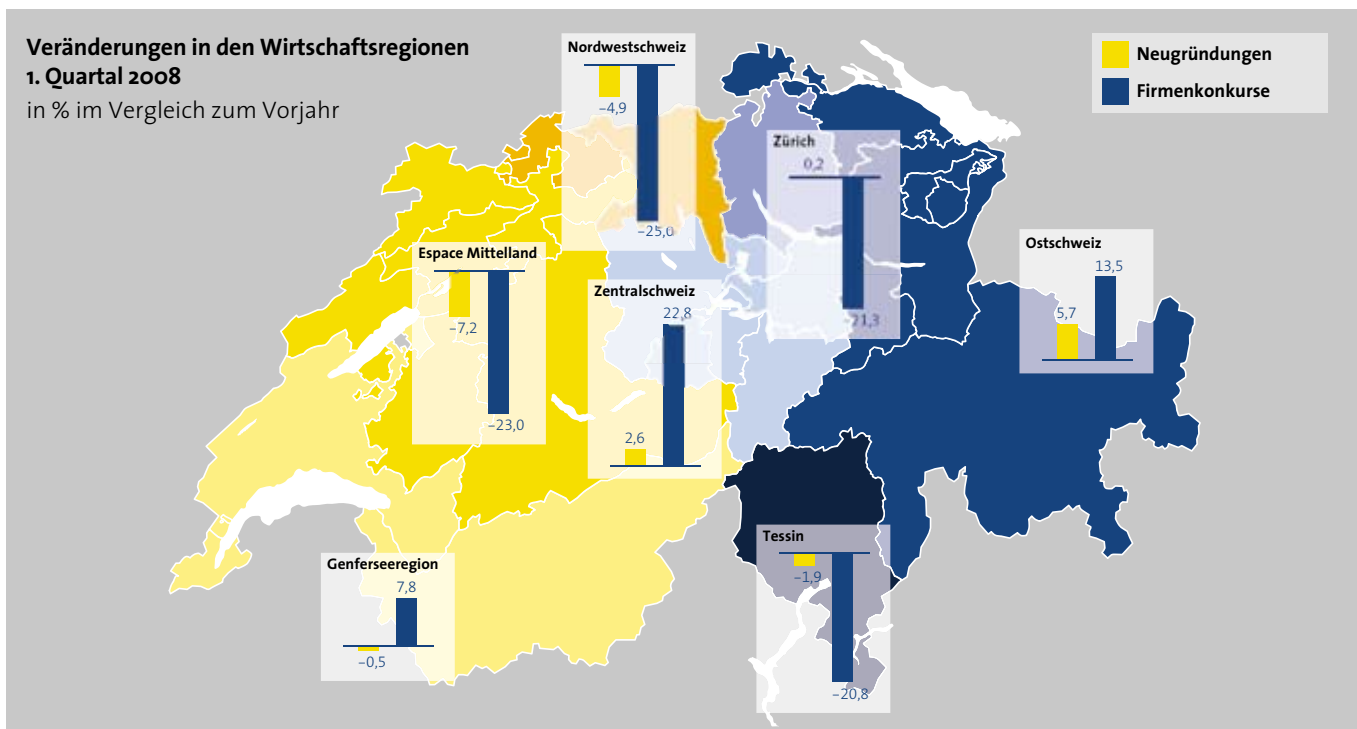 Veränderungen in den Wirtschaftsregionen
1. Quartal 2008
in % im Vergleich zum Vorjahr
Neugründungen
Firmenkonkurse
Nordwestschweiz
−4,9
−25,0
Zürich
0,2
−21,3
Espace Mittelland
−7,2
−23,0
Zentralschweiz
22,8
2,6
Ostschweiz
13,5
5,7
Genferseeregion
7,8
−0,5
Tessin
−1,9
−20,8